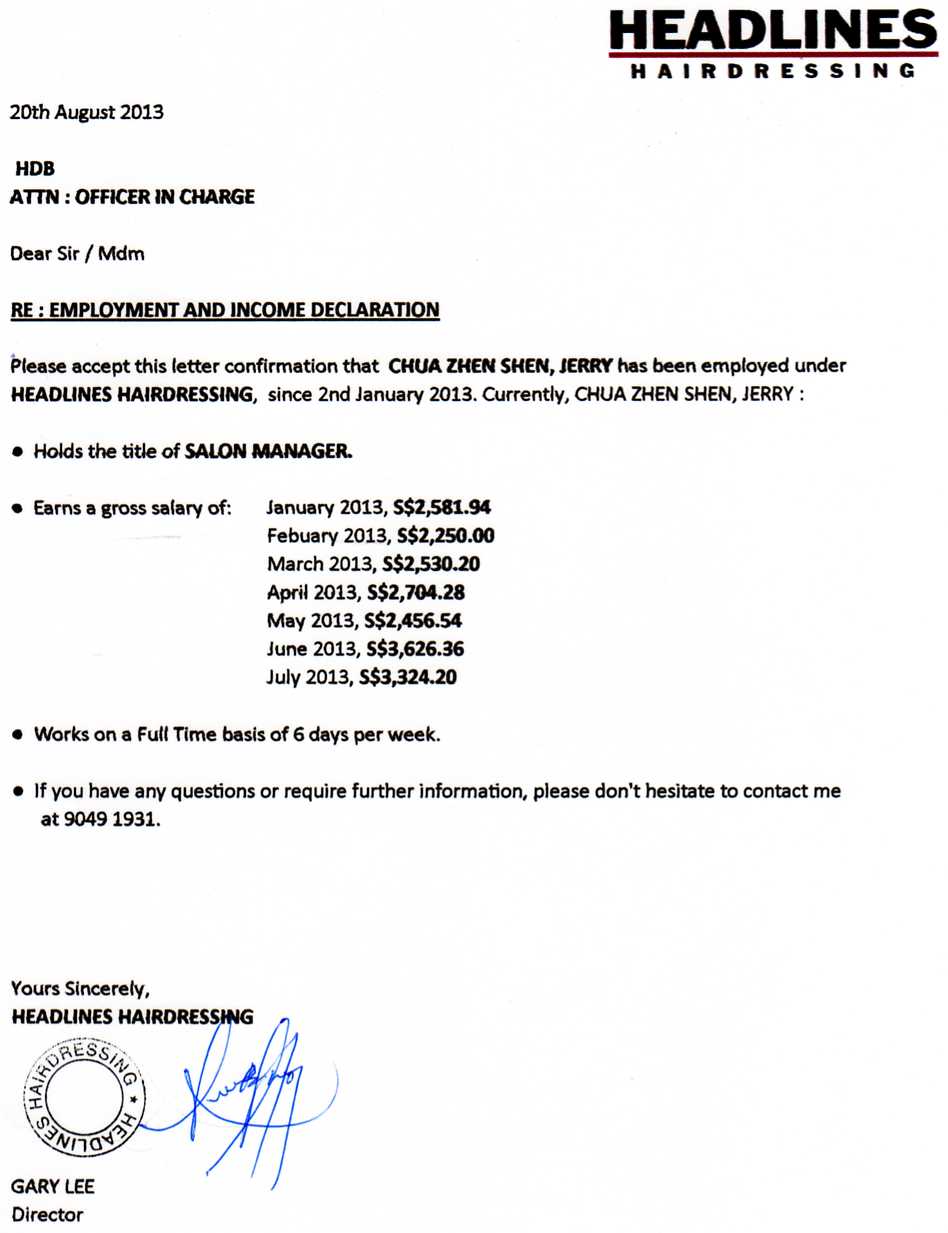 HEADLINES
HAIRDRESSING
20th August 2013
HDB
ATTN : OFFICER IN CHARGE
Dear Sir / Mdm
RE : EMPLOYMENT AND INCOME DECLARATION
Please accept this letter confirmation that CHUA ZHEN SHEN, JERRY has been employed under
HEADLINES HAIRDRESSING, since 2nd January 2013. Currently, CHUA ZHEN SHEN, JERRY :
● Holds the title of SALON MANAGER.
● Earns a gross salary of: January 2013, S$2,581.94
Febuary 2013, S$2,250.00
March 2013, S$2,530.20
April 2013, S$2,704.28
May 2013, S$2,456.54
June 2013, S$3,626.36
July 2013, S$3,324.20
● Works on a Full Time basis of 6 days per week.
● If you have any questions or require further information, please don't hesitate to contact me
at 9049 1931.
Yours Sincerely,
HEADLINES HAIRDRESSING
HEADLINES HAIRDRESSING ★
GARY LEE
Director